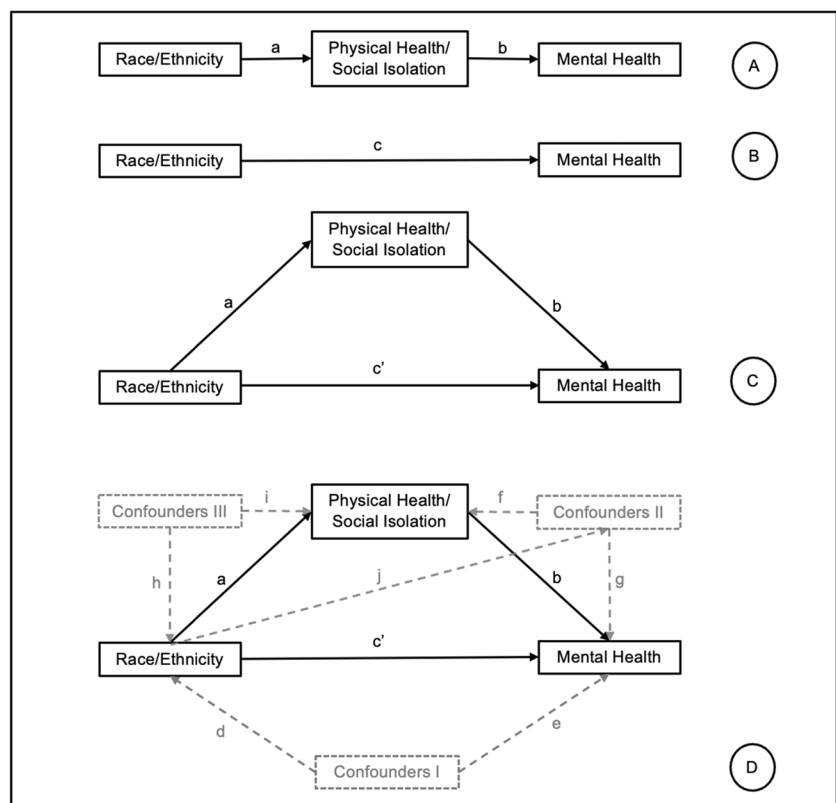 a
b
Race/Ethnicity
Physical Health/
Social Isolation
Mental Health
A
c
Race/Ethnicity
Mental Health
B
Physical Health/
Social Isolation
a
b
c'
Race/Ethnicity
Mental Health
C
Confounders III
i
Physical Health/
Social Isolation
f
Confounders II
h
a
j
b
g
c'
Race/Ethnicity
Mental Health
d
e
Confounders I
D